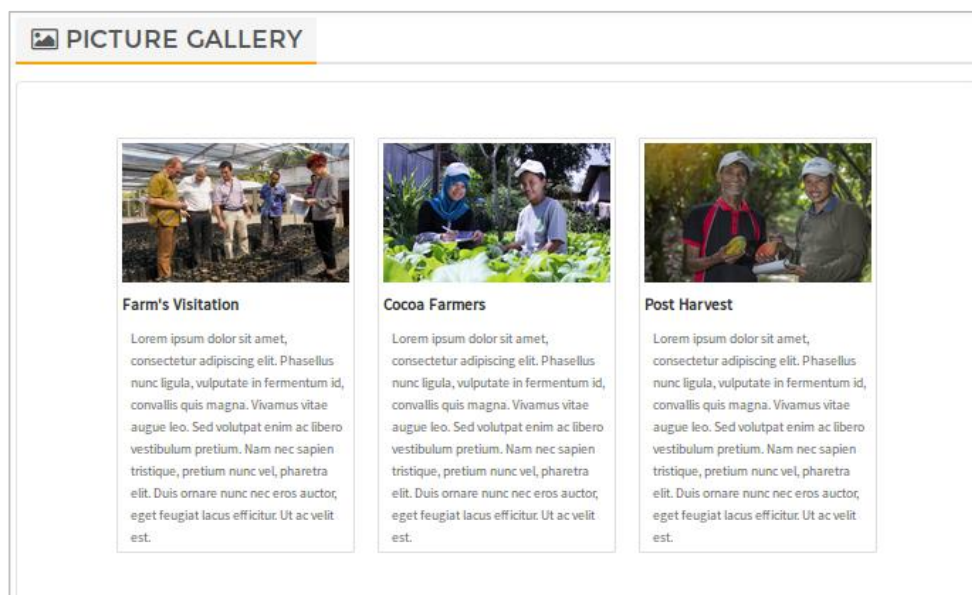 PICTURE GALLERY
Farm's Visitation
Lorem ipsum dolor sit amet,
consectetur adipiscing elit. Phasellus
nunc ligula, vulputate in fermentum id,
convallis quis magna. Vivamus vitae
augue leo. Sed volutpat enim ac libero
vestibulum pretium. Nam nec sapien
tristique, pretium nunc vel, pharetra
elit. Duis ornare nunc nec eros auctor,
eget feugiat lacus efficitur. Ut ac velit
est.
Cocoa Farmers
Lorem ipsum dolor sit amet,
consectetur adipiscing elit. Phasellus
nunc ligula, vulputate in fermentum id,
convallis quis magna. Vivamus vitae
augue leo. Sed volutpat enim ac libero
vestibulum pretium. Nam nec sapien
tristique, pretium nunc vel, pharetra
elit. Duis ornare nunc nec eros auctor,
eget feugiat lacus efficitur. Ut ac velit
est.
Post Harvest
Lorem ipsum dolor sit amet,
consectetur adipiscing elit. Phasellus
nunc ligula, vulputate in fermentum id,
convallis quis magna. Vivamus vitae
augue leo. Sed volutpat enim ac libero
vestibulum pretium. Nam nec sapien
tristique, pretium nunc vel, pharetra
elit. Duis ornare nunc nec eros auctor,
eget feugiat lacus efficitur. Ut ac velit
est.